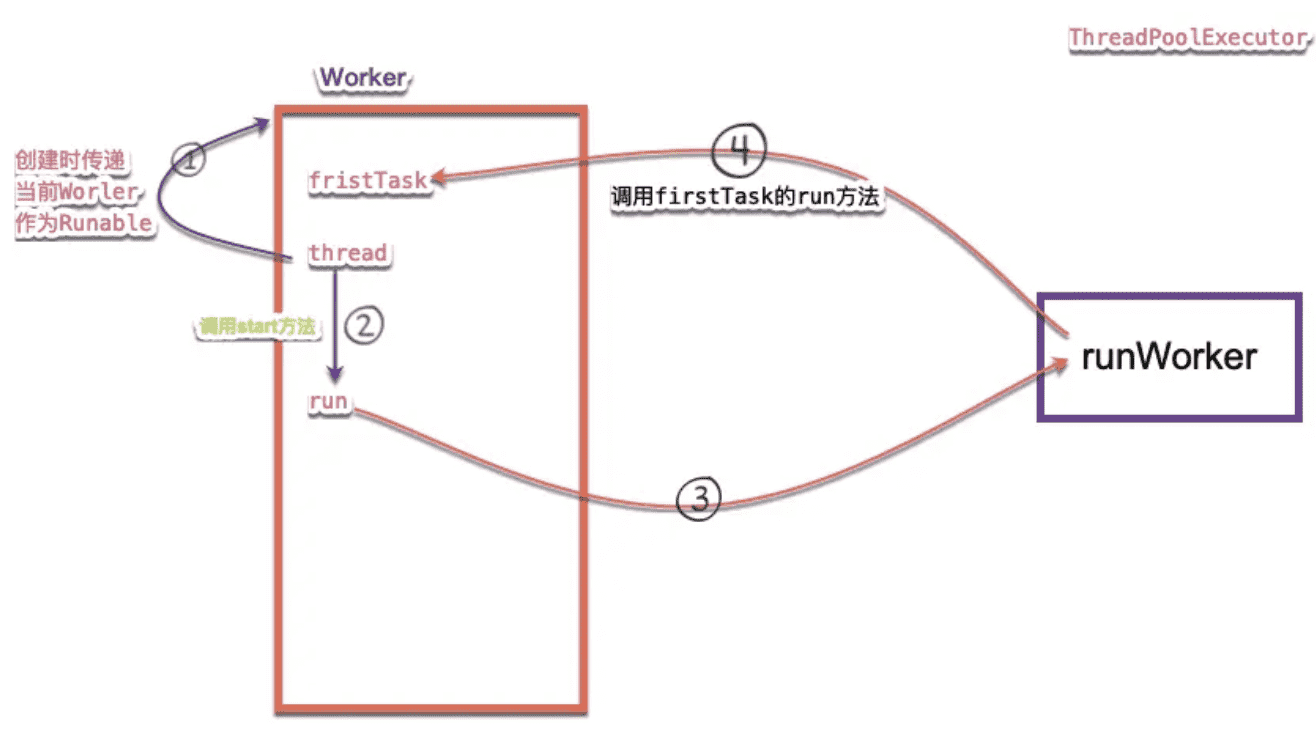 ThreadPoolExecutor
Worker
①
创建时传递
当前Worler
作为Runable
fristTask
④
调用firstTask的run方法
thread
调用start方法
②
run
runWorker
③